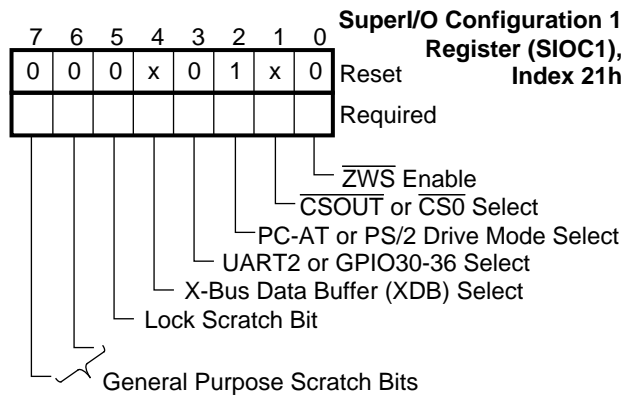 SuperI/O Configuration 1
Register (SIOC1),
Index 21h
7 6 5 4 3 2 1 0
0 0 0 x 0 1 x 0 Reset
Required
ZWS Enable
CSOUT or CS0 Select
PC-AT or PS/2 Drive Mode Select
UART2 or GPIO30-36 Select
X-Bus Data Buffer (XDB) Select
Lock Scratch Bit
General Purpose Scratch Bits